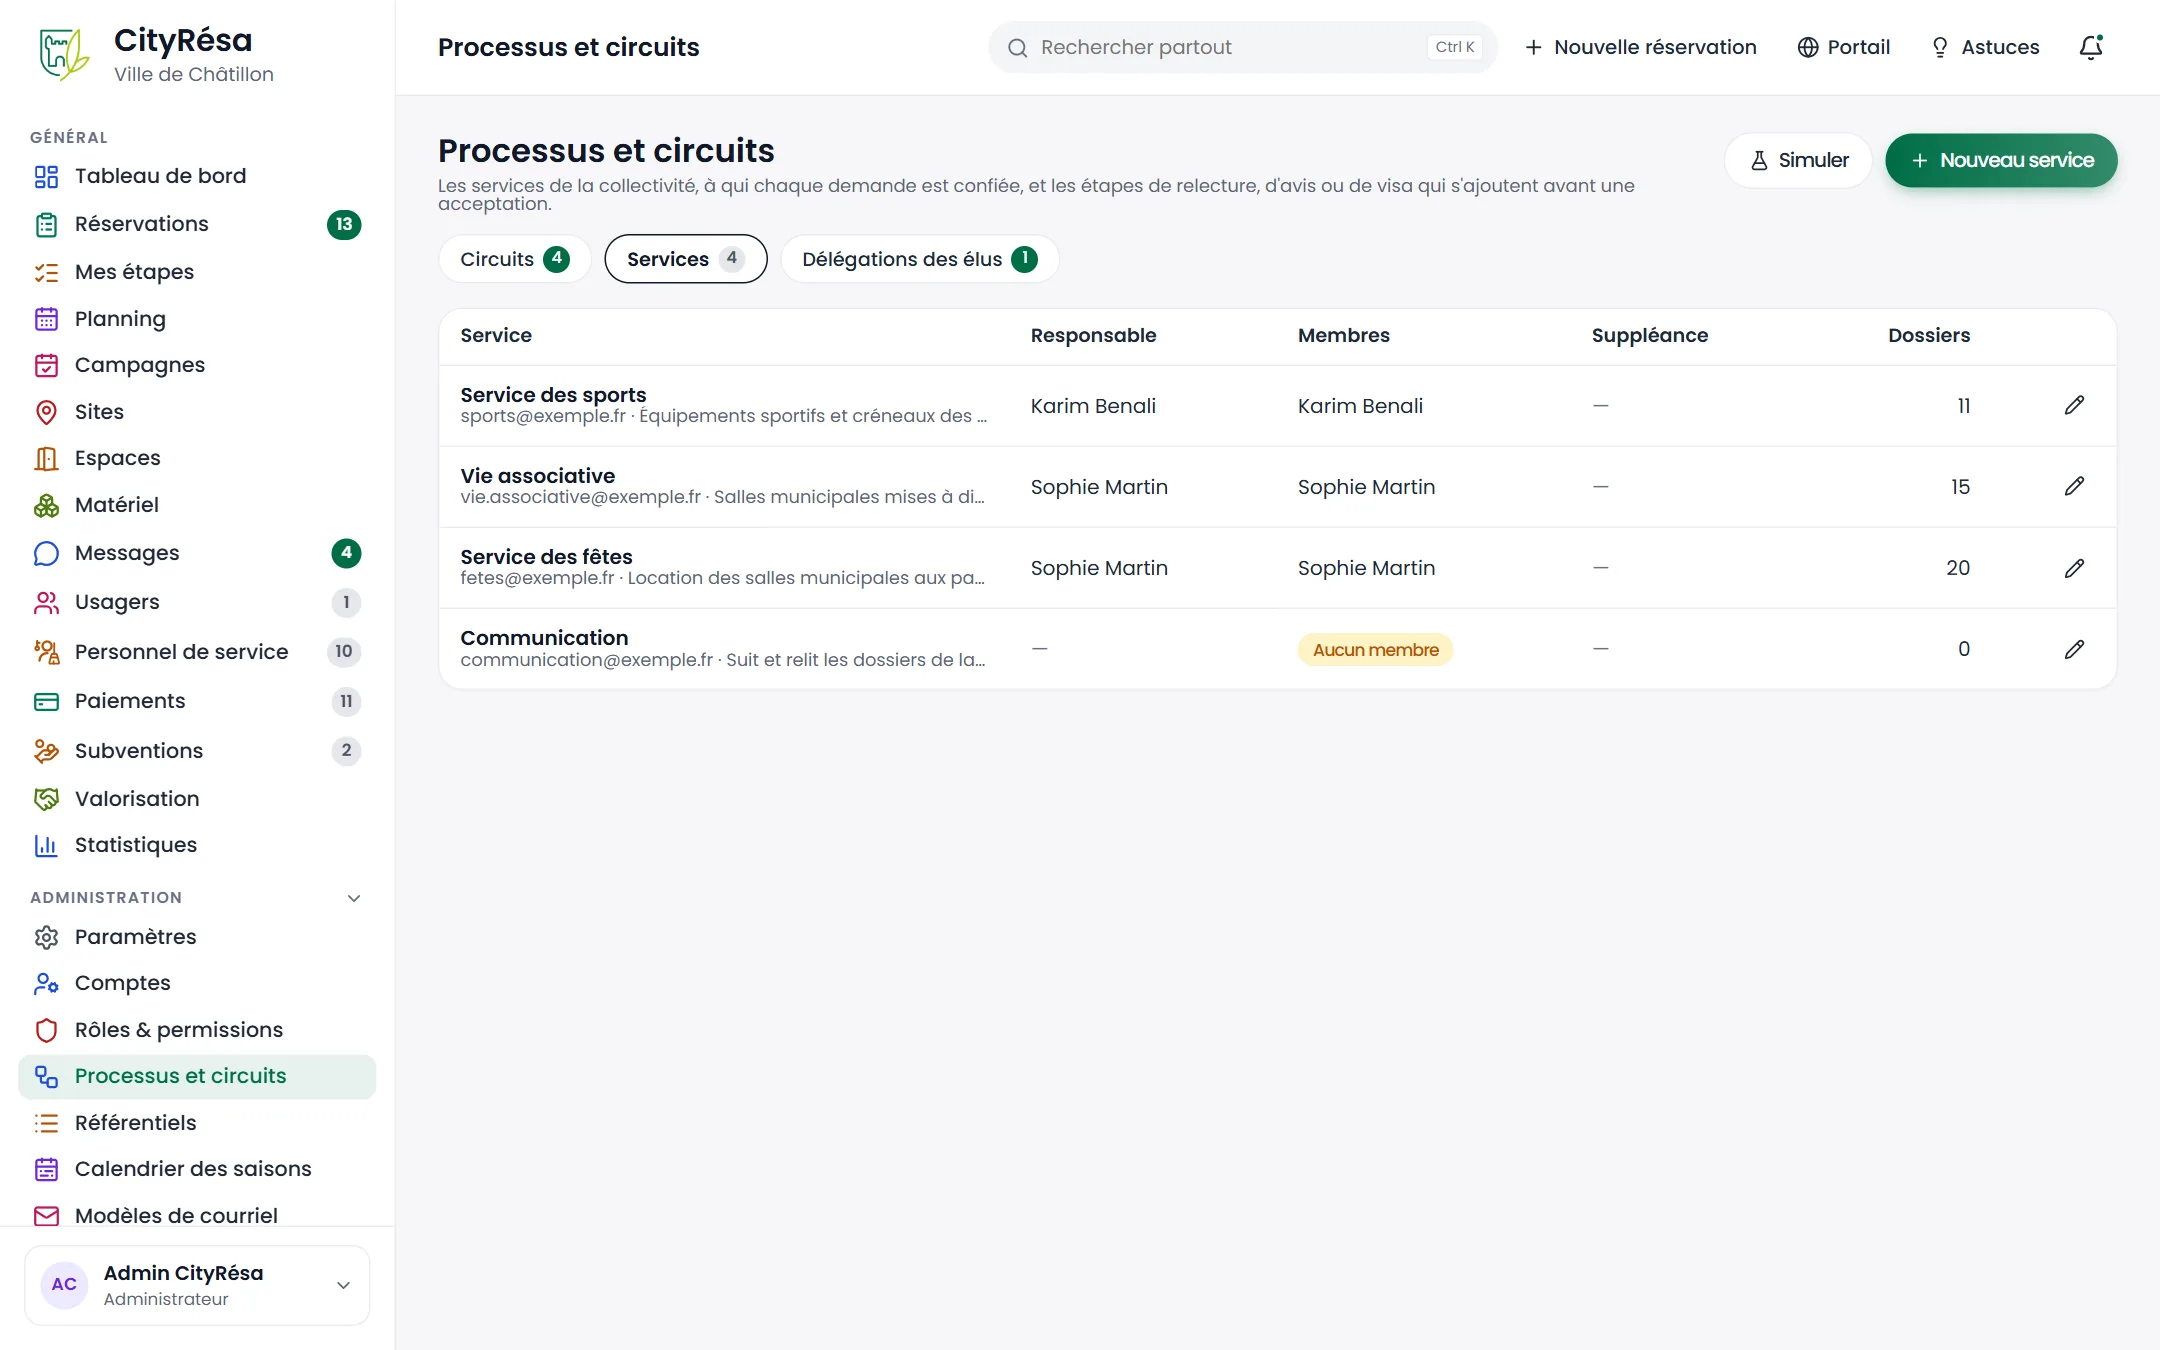 CityRésa
Ville de Châtillon
GÉNÉRAL
Tableau de bord
Réservations 13
Mes étapes
Planning
Campagnes
Sites
Espaces
Matériel
Messages 4
Usagers 1
Personnel de service 10
Paiements 11
Subventions 2
Valorisation
Statistiques
ADMINISTRATION
Paramètres
Comptes
Rôles & permissions
Processus et circuits
Référentiels
Calendrier des saisons
Modèles de courriel
AC
Admin CityRésa
Administrateur
Processus et circuits
Rechercher partout Ctrl K
Nouvelle réservation
Portail
Astuces
Processus et circuits
Les services de la collectivité, à qui chaque demande est confiée, et les étapes de relecture, d'avis ou de visa qui s'ajoutent avant une
acceptation.
Simuler
Nouveau service
Circuits 4
Services 4
Délégations des élus 1
Service Responsable Membres Suppléance Dossiers
Service des sports
sports@exemple.fr · Équipements sportifs et créneaux des ...
Karim Benali Karim Benali — 11
Vie associative
vie.associative@exemple.fr · Salles municipales mises à di...
Sophie Martin Sophie Martin — 15
Service des fêtes
fetes@exemple.fr · Location des salles municipales aux pa...
Sophie Martin Sophie Martin — 20
Communication
communication@exemple.fr · Suit et relit les dossiers de la...
— Aucun membre — 0